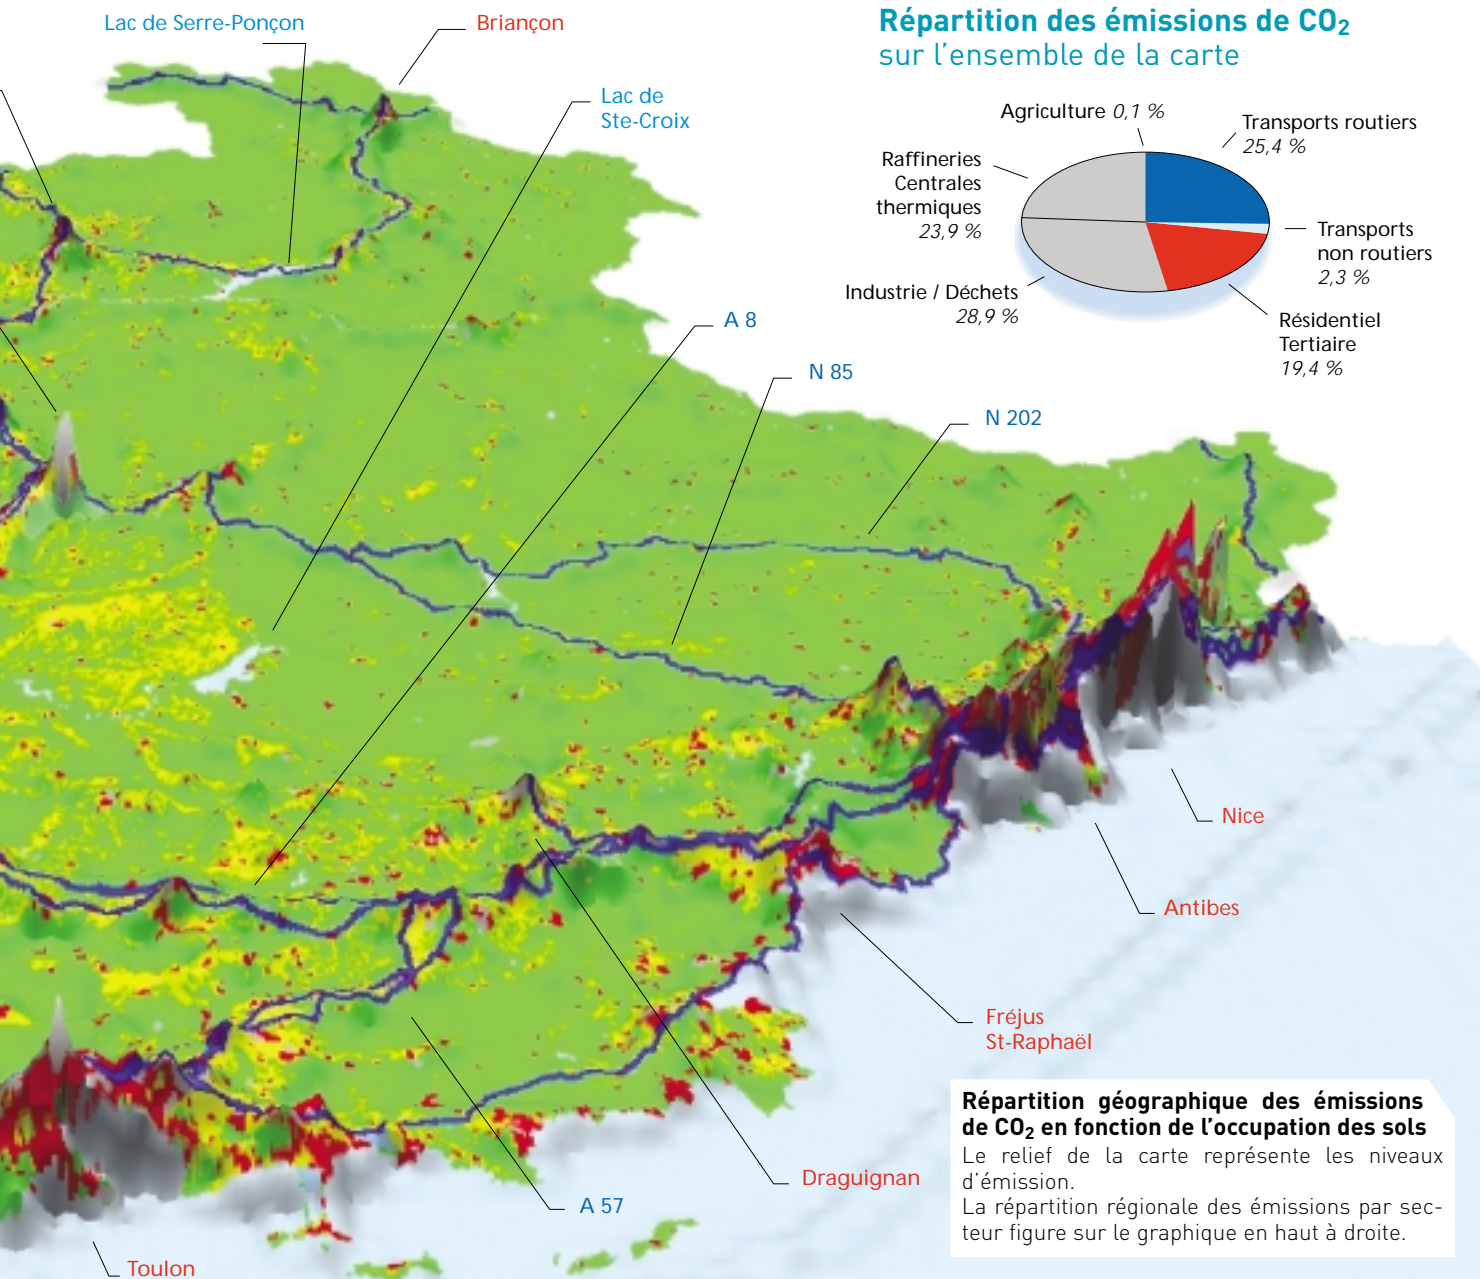 Lac de Serre-Ponçon
Briançon
Lac de
Ste-Croix
Répartition des émissions de CO2
sur l'ensemble de la carte
Agriculture 0,1 %
Transports routiers
25,4 %
Raffineries
Centrales
thermiques
23,9 %
Transports
non routiers
2,3 %
Industrie / Déchets
28,9 %
Résidentiel
Tertiaire
19,4 %
A 8
N 85
N 202
Nice
Antibes
Fréjus
St-Raphaël
Draguignan
A 57
Toulon
Répartition géographique des émissions
de CO2 en fonction de l'occupation des sols
Le relief de la carte représente les niveaux
d'émission.
La répartition régionale des émissions par sec-
teur figure sur le graphique en haut à droite.